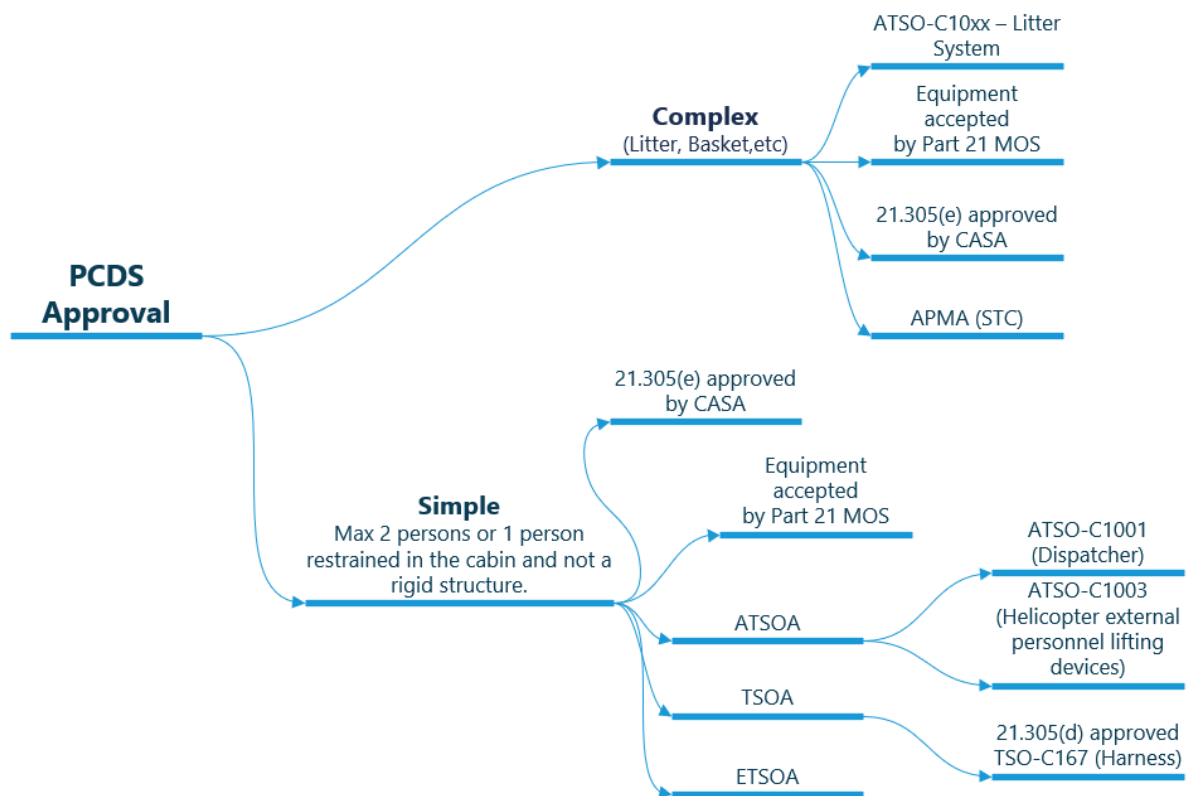 PCDS
Approval
Complex
(Litter, Basket,etc)
ATSO-C10xx – Litter
System
Equipment
accepted
by Part 21 MOS
21.305(e) approved
by CASA
APMA (STC)
Simple
Max 2 persons or 1 person
restrained in the cabin and not a
rigid structure.
21.305(e) approved
by CASA
Equipment
accepted
by Part 21 MOS
ATSOA
ATSO-C1001
(Dispatcher)
ATSO-C1003
(Helicopter external
personnel lifting
devices)
TSOA
21.305(d) approved
TSO-C167 (Harness)
ETSOA